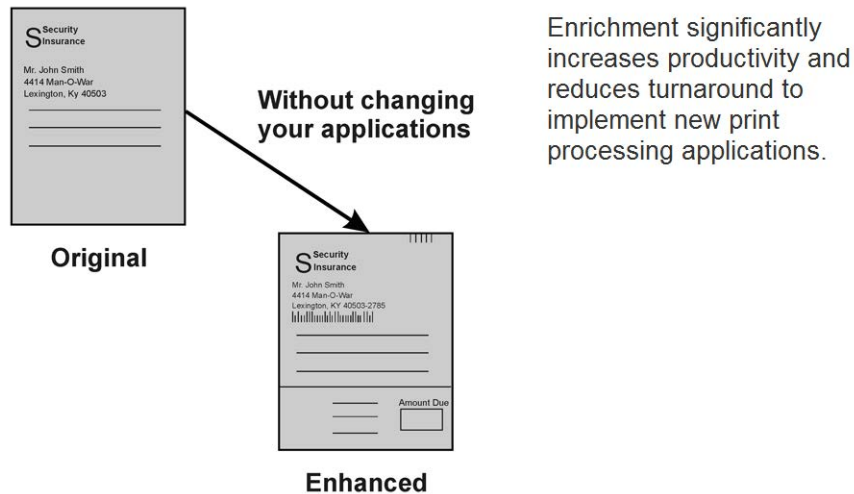 Security
Insurance
Mr. John Smith
4414 Man-O-War
Lexington, Ky 40503
Original
Without changing
your applications
Security
Insurance
Mr. John Smith
4414 Man-O-War
Lexington, KY 40503-2785
Amount Due
Enhanced
Enrichment significantly
increases productivity and
reduces turnaround to
implement new print
processing applications.